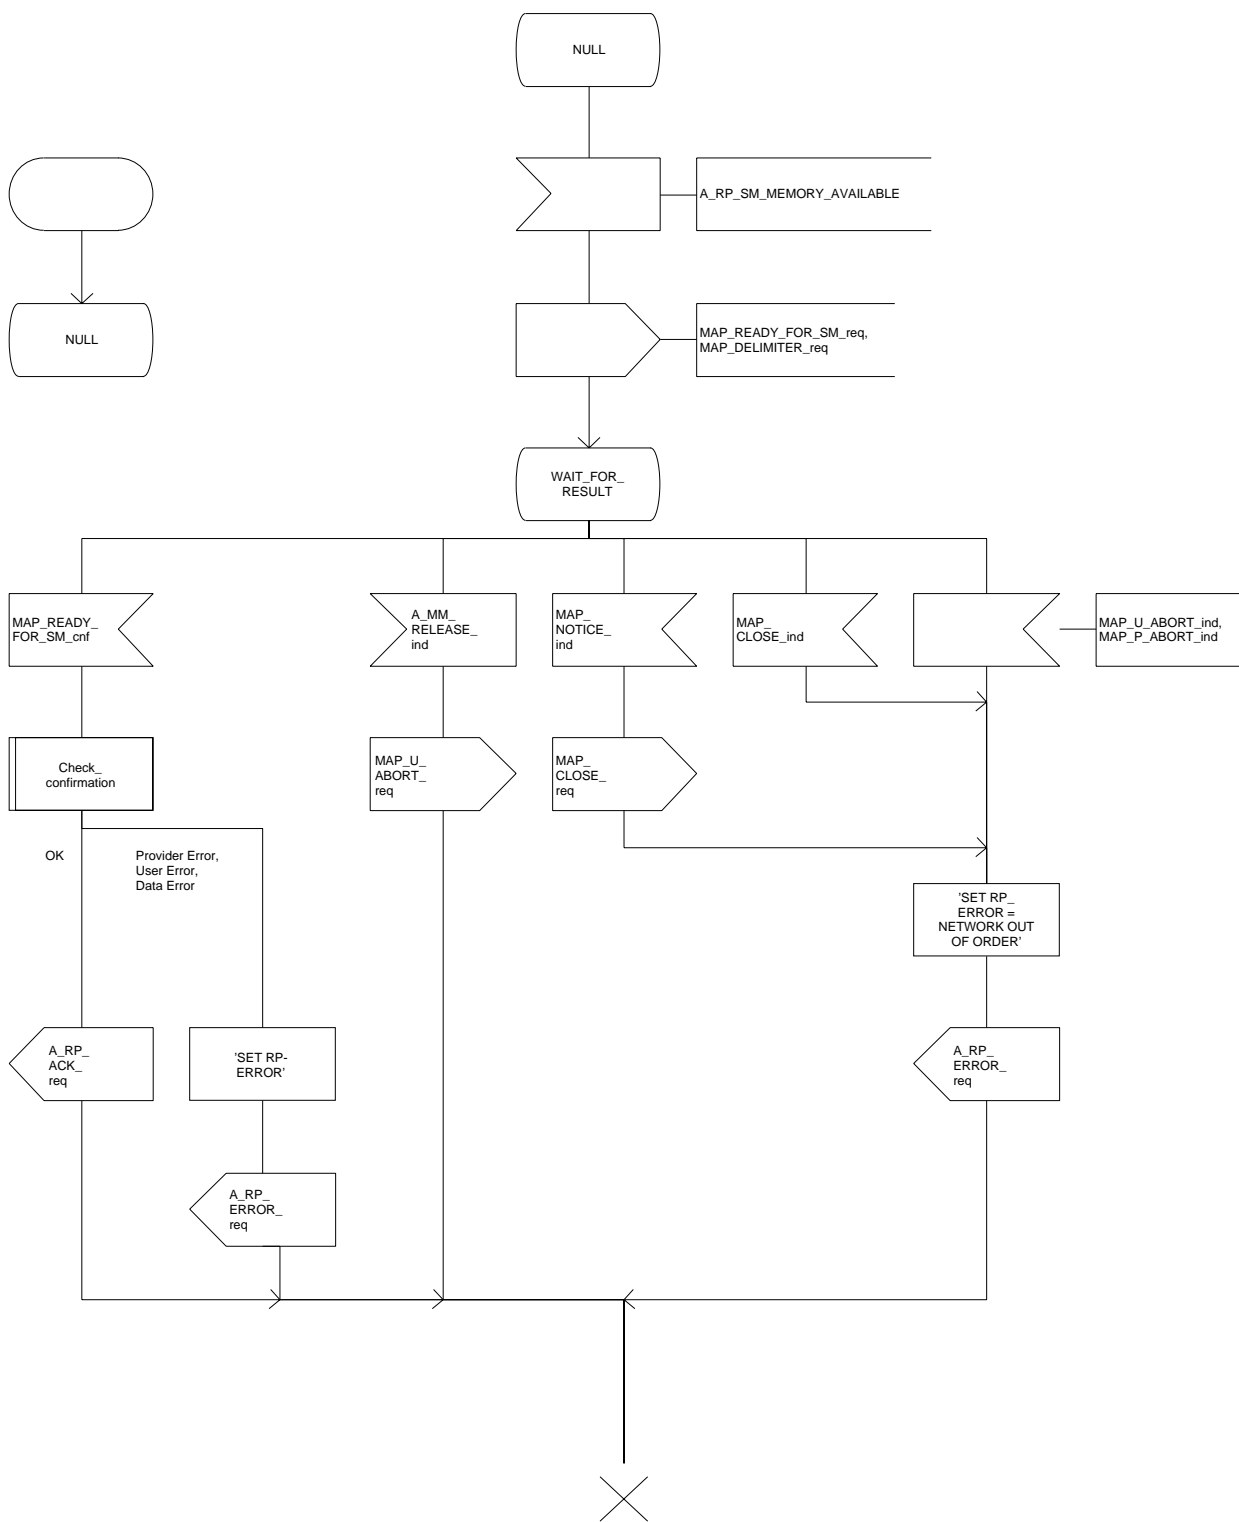 NULL
A_RP_SM_MEMORY_AVAILABLE
NULL
MAP_READY_FOR_SM_req,
MAP_DELIMITER_req
WAIT_FOR_
RESULT
MAP_READY_
FOR_SM_cnf
A_MM_
RELEASE_
ind
MAP_
NOTICE_
ind
MAP_
CLOSE_ind
MAP_U_ABORT_ind,
MAP_P_ABORT_ind
Check_
confirmation
MAP_U_
ABORT_
req
MAP_
CLOSE_
req
OK
Provider Error,
User Error,
Data Error
'SET RP_
ERROR =
NETWORK OUT
OF ORDER'
A_RP_
ACK_
req
'SET RP-
ERROR'
A_RP_
ERROR_
req
A_RP_
ERROR_
req